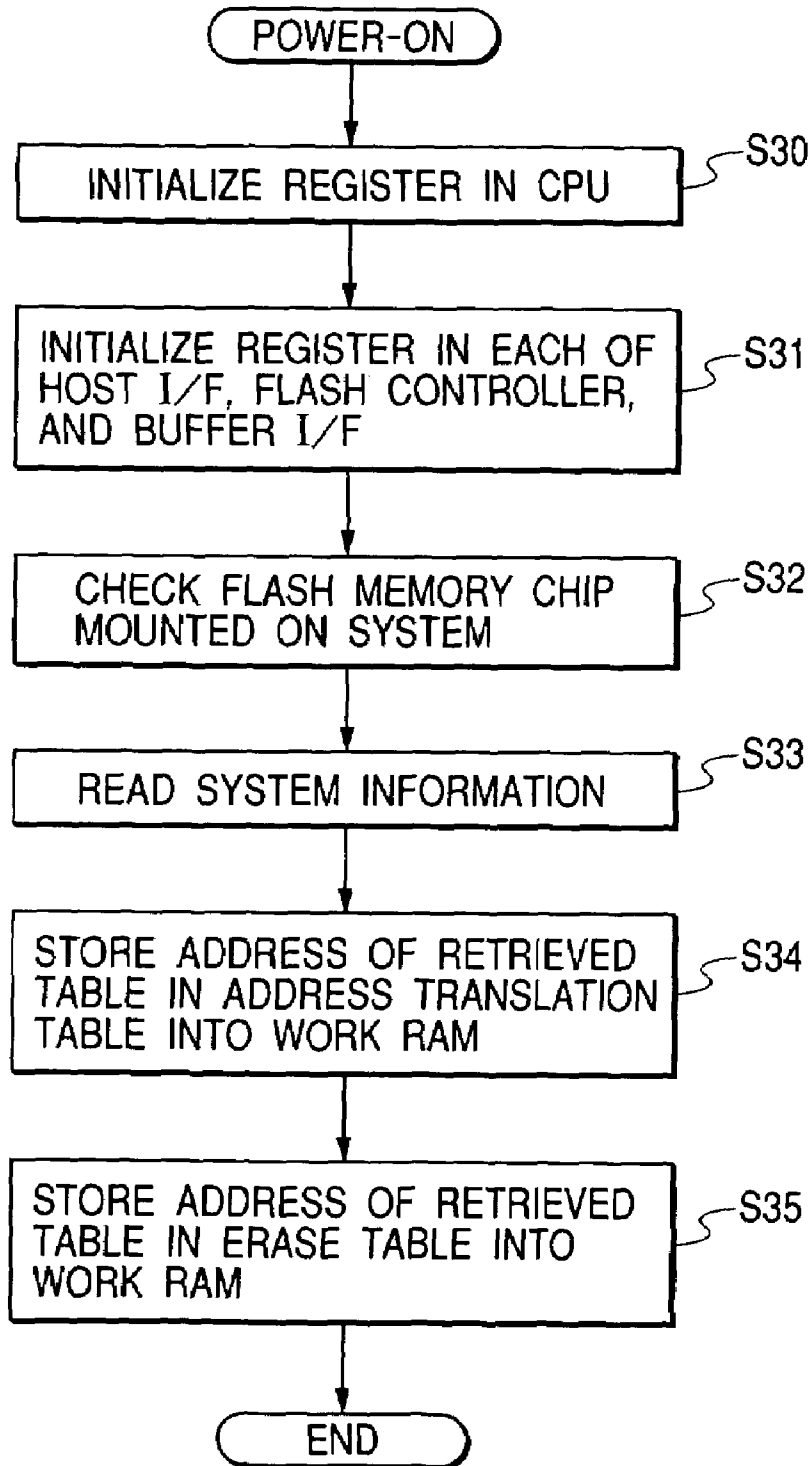 POWER-ON
S30
INITIALIZE REGISTER IN CPU
S31
INITIALIZE REGISTER IN EACH OF
HOST I/F, FLASH CONTROLLER,
AND BUFFER I/F
S32
CHECK FLASH MEMORY CHIP
MOUNTED ON SYSTEM
S33
READ SYSTEM INFORMATION
S34
STORE ADDRESS OF RETRIEVED
TABLE IN ADDRESS TRANSLATION
TABLE INTO WORK RAM
S35
STORE ADDRESS OF RETRIEVED
TABLE IN ERASE TABLE INTO
WORK RAM
END